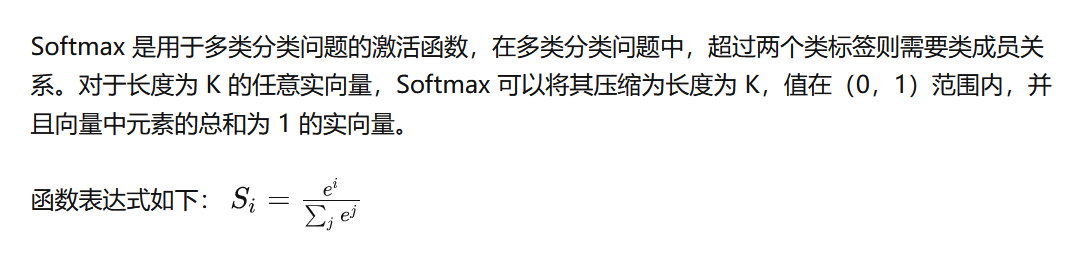 Softmax 是用于多类分类问题的激活函数，在多类分类问题中，超过两个类标签则需要类成员关
系。对于长度为 K 的任意实向量，Softmax 可以将其压缩为长度为 K，值在（0，1）范围内，并
且向量中元素的总和为 1 的实向量。
函数表达式如下： $S_i = \frac{e^i}{\sum_j e^j}$